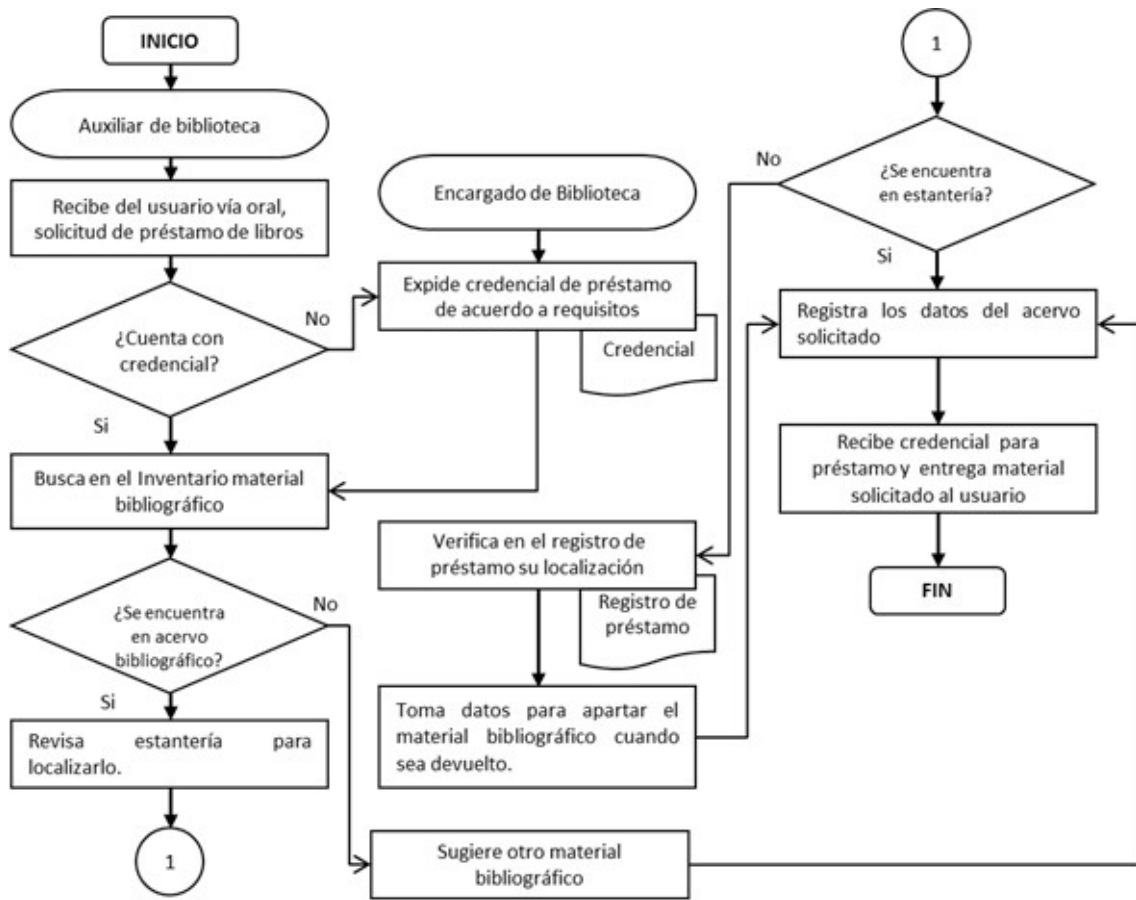 INICIO
Auxiliar de biblioteca
Recibe del usuario vía oral,
solicitud de préstamo de libros
¿Cuenta con
credencial?
No
Si
Busca en el Inventario material
bibliográfico
¿Se encuentra
en acervo
bibliográfico?
No
Si
Revisa estantería para
localizarlo.
1
Encargado de Biblioteca
Expide credencial de préstamo
de acuerdo a requisitos
Credencial
Verifica en el registro de
préstamo su localización
Registro de
préstamo
Toma datos para apartar el
material bibliográfico cuando
sea devuelto.
Sugiere otro material
bibliográfico
1
¿Se encuentra
en estantería?
No
Si
Registra los datos del acervo
solicitado
Recibe credencial para
préstamo y entrega material
solicitado al usuario
FIN